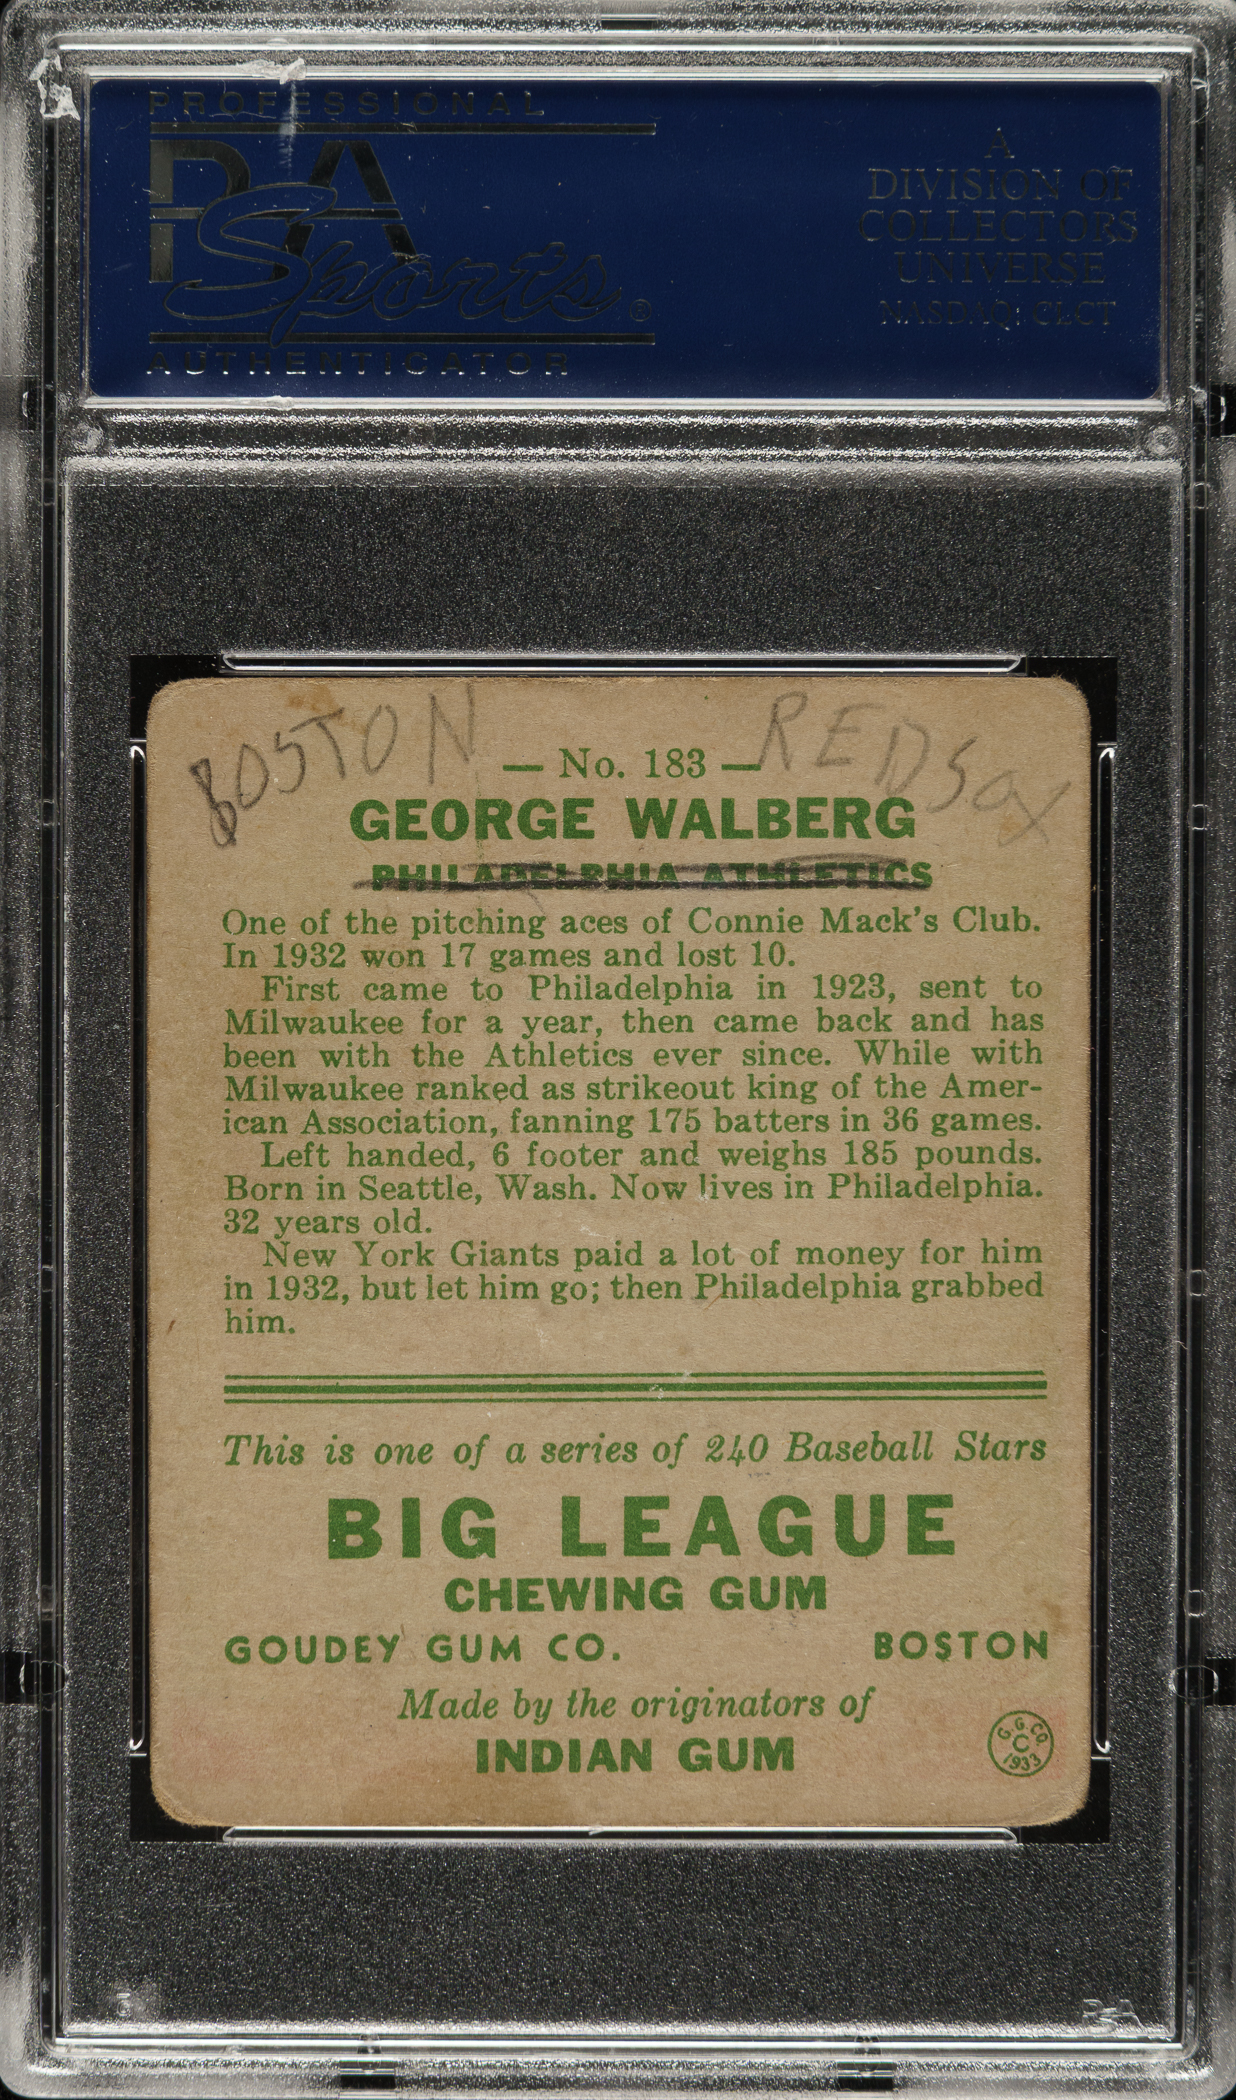 PROFESSIONAL
PSA
Sports®
AUTHENTICATOR
A
DIVISION OF
COLLECTORS
UNIVERSE
NASDAQ: CLCT
BOSTON REDSOX
— No. 183 —
GEORGE WALBERG
PHILADELPHIA ATHLETICS
One of the pitching aces of Connie Mack's Club.
In 1932 won 17 games and lost 10.
First came to Philadelphia in 1923, sent to
Milwaukee for a year, then came back and has
been with the Athletics ever since. While with
Milwaukee ranked as strikeout king of the Amer-
ican Association, fanning 175 batters in 36 games.
Left handed, 6 footer and weighs 185 pounds.
Born in Seattle, Wash. Now lives in Philadelphia.
32 years old.
New York Giants paid a lot of money for him
in 1932, but let him go; then Philadelphia grabbed
him.
This is one of a series of 240 Baseball Stars
BIG LEAGUE
CHEWING GUM
GOUDEY GUM CO. BOSTON
Made by the originators of
INDIAN GUM
G. G. CO.
C
1933
PSA